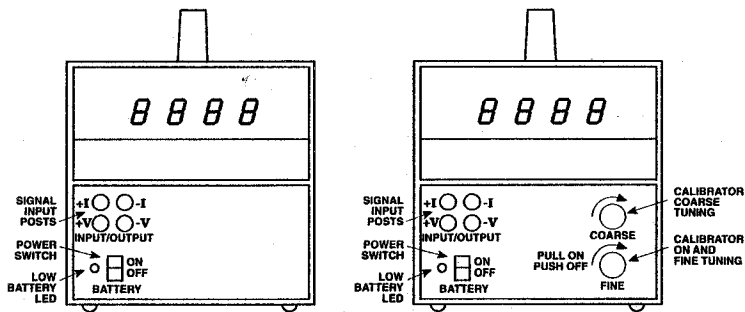 8888
SIGNAL
INPUT
POSTS
+I -I
+V -V
INPUT/OUTPUT
POWER
SWITCH
ON
OFF
LOW
BATTERY
LED
BATTERY
8888
SIGNAL
INPUT
POSTS
+I -I
+V -V
INPUT/OUTPUT
POWER
SWITCH
ON
OFF
LOW
BATTERY
LED
BATTERY
COARSE
CALIBRATOR
COARSE
TUNING
PULL ON
PUSH OFF
FINE
CALIBRATOR
ON AND
FINE TUNING